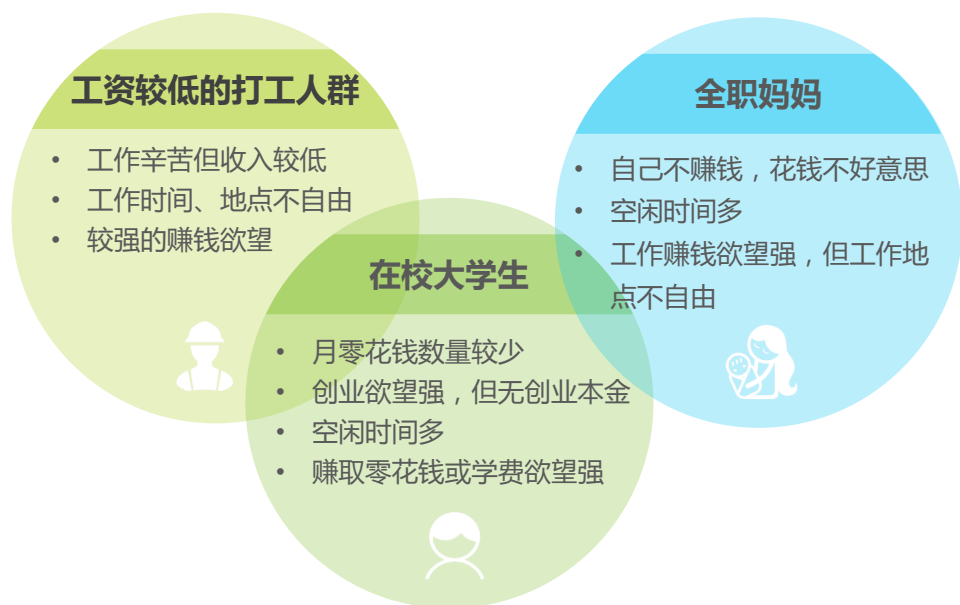 工资较低的打工人群
• 工作辛苦但收入较低
• 工作时间、地点不自由
• 较强的赚钱欲望
在校大学生
• 月零花钱数量较少
• 创业欲望强，但无创业本金
• 空闲时间多
• 赚取零花钱或学费欲望强
全职妈妈
• 自己不赚钱，花钱不好意思
• 空闲时间多
• 工作赚钱欲望强，但工作地
点不自由